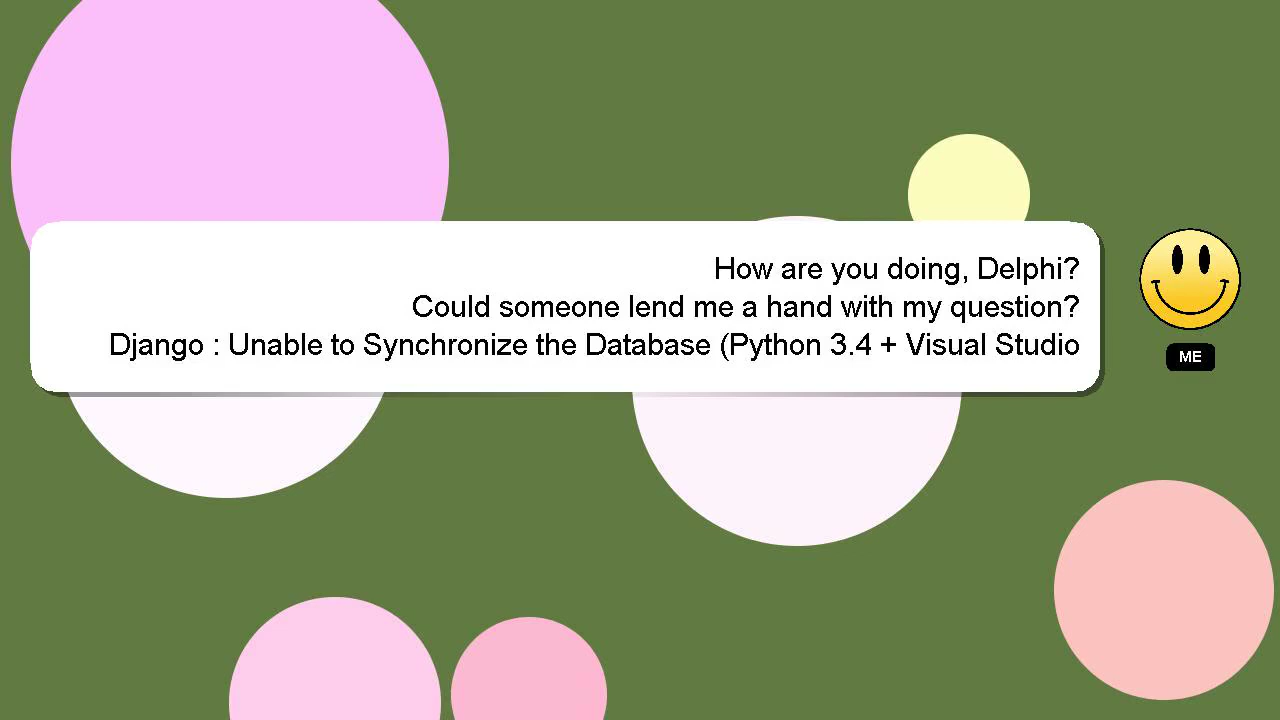 How are you doing, Delphi?
Could someone lend me a hand with my question?
Django : Unable to Synchronize the Database (Python 3.4 + Visual Studio
ME